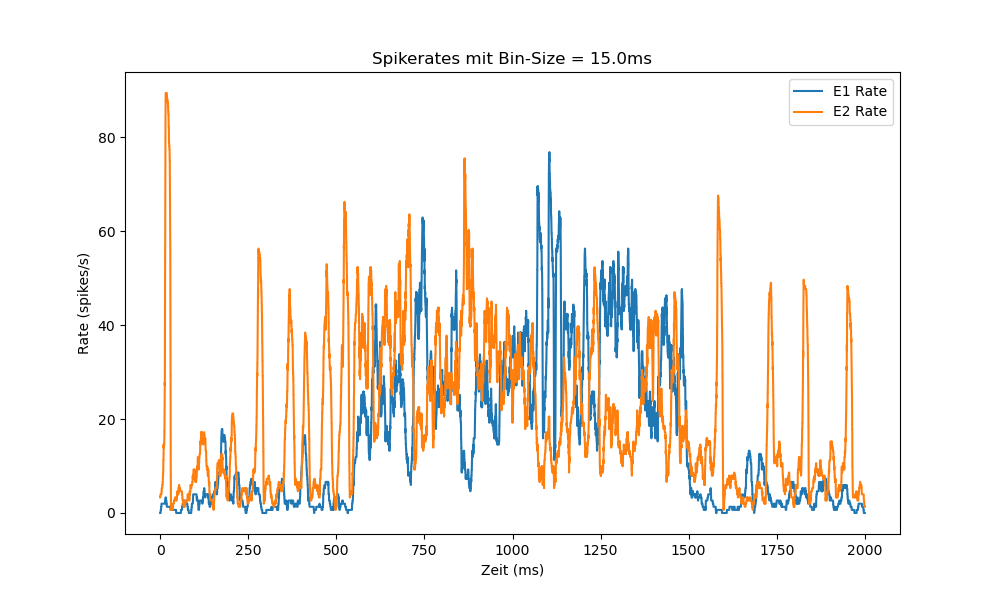 Spikerates mit Bin-Size = 15.0ms
E1 Rate
E2 Rate
80
60
40
20
0
Rate (spikes/s)
0 250 500 750 1000 1250 1500 1750 2000
Zeit (ms)